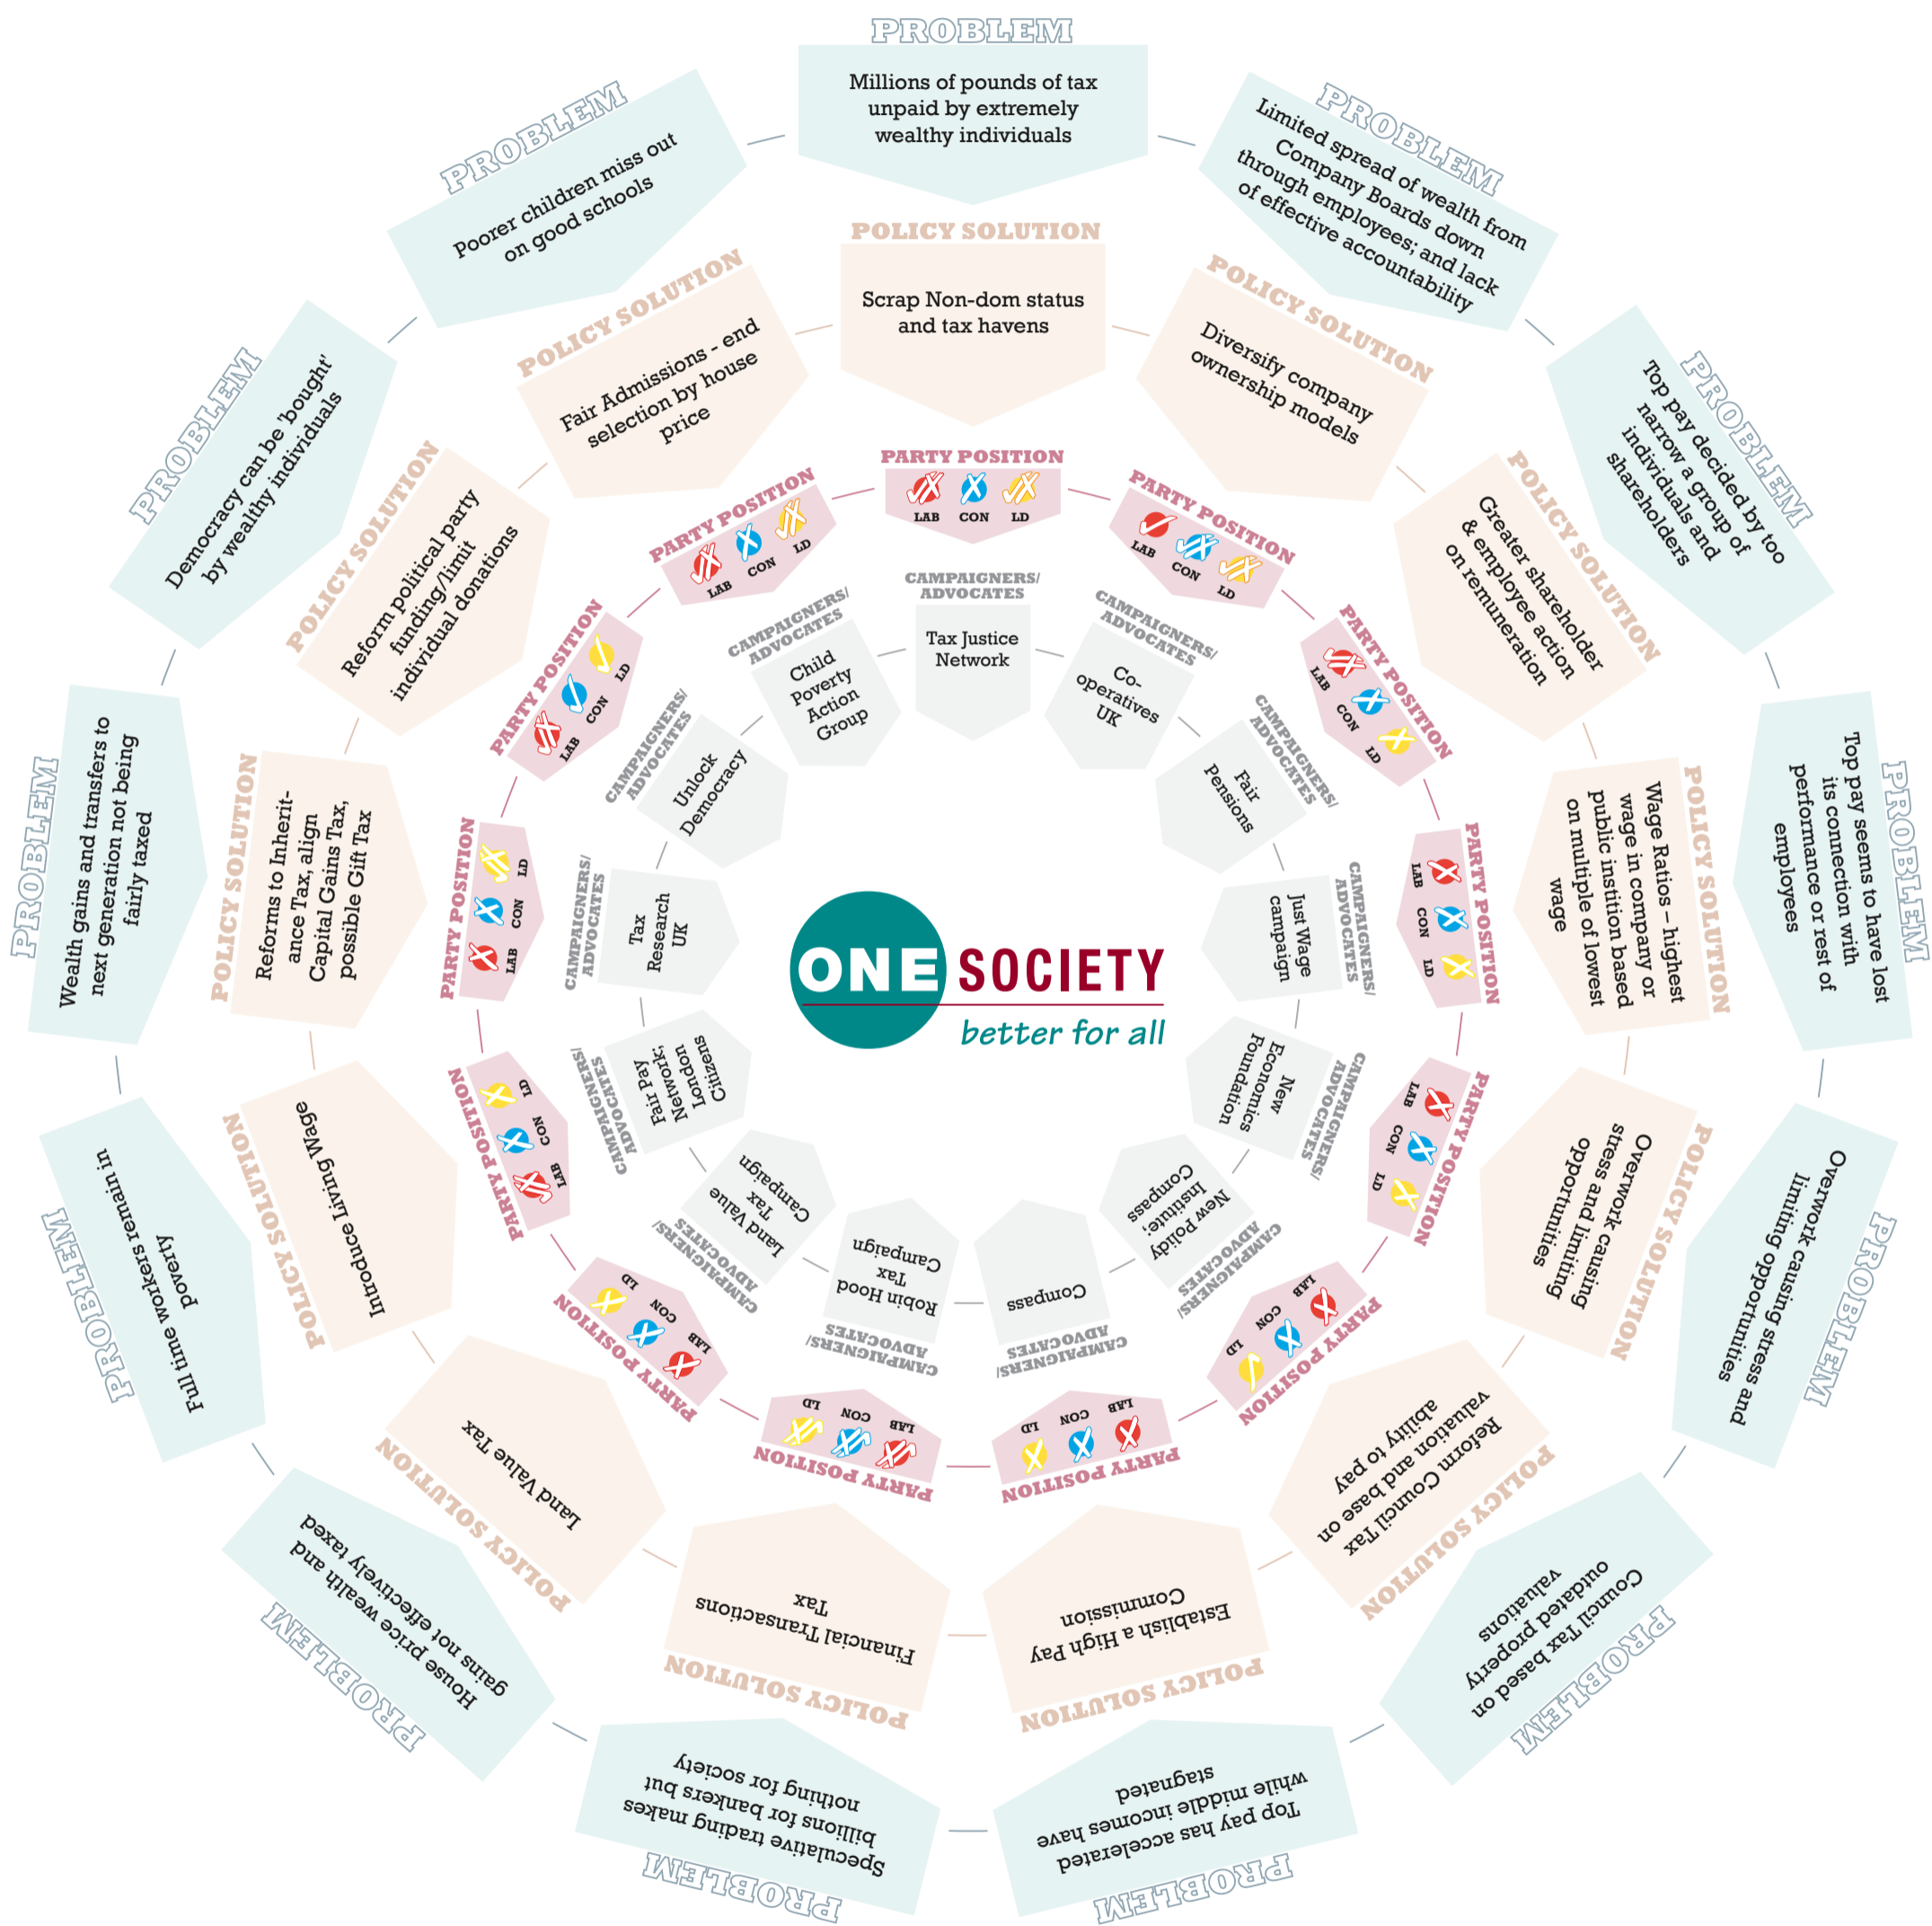 PROBLEM
Millions of pounds of tax
unpaid by extremely
wealthy individuals
POLICY SOLUTION
Scrap Non-dom status
and tax havens
PARTY POSITION
LAB CON LD
CAMPAIGNERS/
ADVOCATES
Tax Justice
Network
PROBLEM
Limited spread of wealth from
Company Boards down
through employees; and lack
of effective accountability
POLICY SOLUTION
Diversify company
ownership models
PARTY POSITION
LAB CON LD
CAMPAIGNERS/
ADVOCATES
Co-
operatives
UK
PROBLEM
Top pay decided by too
narrow a group of
individuals and
shareholders
POLICY SOLUTION
Greater shareholder
& employee action
on remuneration
PARTY POSITION
LAB CON LD
CAMPAIGNERS/
ADVOCATES
Fair
Pensions
PROBLEM
Top pay seems to have lost
its connection with
performance or rest of
employees
POLICY SOLUTION
Wage Ratios – highest
wage in company or
public instition based
on multiple of lowest
wage
PARTY POSITION
LAB CON LD
CAMPAIGNERS/
ADVOCATES
Just Wage
campaign
PROBLEM
Overwork causing stress and
limiting opportunities
POLICY SOLUTION
Overwork causing
stress and limiting
opportunities
PARTY POSITION
LAB CON LD
CAMPAIGNERS/
ADVOCATES
New
Economics
Foundation
PROBLEM
Council Tax based on
outdated property
valuations
POLICY SOLUTION
Reform Council Tax
valuation and base on
ability to pay
PARTY POSITION
LAB CON LD
CAMPAIGNERS/
ADVOCATES
New Polidy
Institute;
Compass
PROBLEM
Top pay has accelerated
while middle incomes have
stagnated
POLICY SOLUTION
Establish a High Pay
Commission
PARTY POSITION
LAB CON LD
CAMPAIGNERS/
ADVOCATES
Compass
PROBLEM
Speculative trading makes
billions for bankers but
nothing for society
POLICY SOLUTION
Financial Transactions
Tax
PARTY POSITION
LAB CON LD
CAMPAIGNERS/
ADVOCATES
Robin Hood
Tax
Campaign
PROBLEM
House price wealth and
gains not effectively taxed
POLICY SOLUTION
Land Value Tax
PARTY POSITION
LAB CON LD
CAMPAIGNERS/
ADVOCATES
Land Value
Tax
Campaign
PROBLEM
Full time workers remain in
poverty
POLICY SOLUTION
Introduce Living Wage
PARTY POSITION
LAB CON LD
CAMPAIGNERS/
ADVOCATES
Fair Pay
Network;
London
Citizens
PROBLEM
Wealth gains and transfers to
next generation not being
fairly taxed
POLICY SOLUTION
Reforms to Inherit-
ance Tax, align
Capital Gains Tax,
possible Gift Tax
PARTY POSITION
LAB CON LD
CAMPAIGNERS/
ADVOCATES
Tax
Research
UK
PROBLEM
Democracy can be 'bought'
by wealthy individuals
POLICY SOLUTION
Reform political party
funding/limit
individual donations
PARTY POSITION
LAB CON LD
CAMPAIGNERS/
ADVOCATES
Unlock
Democracy
PROBLEM
Poorer children miss out
on good schools
POLICY SOLUTION
Fair Admissions - end
selection by house
price
PARTY POSITION
LAB CON LD
CAMPAIGNERS/
ADVOCATES
Child
Poverty
Action
Group
ONE SOCIETY
better for all